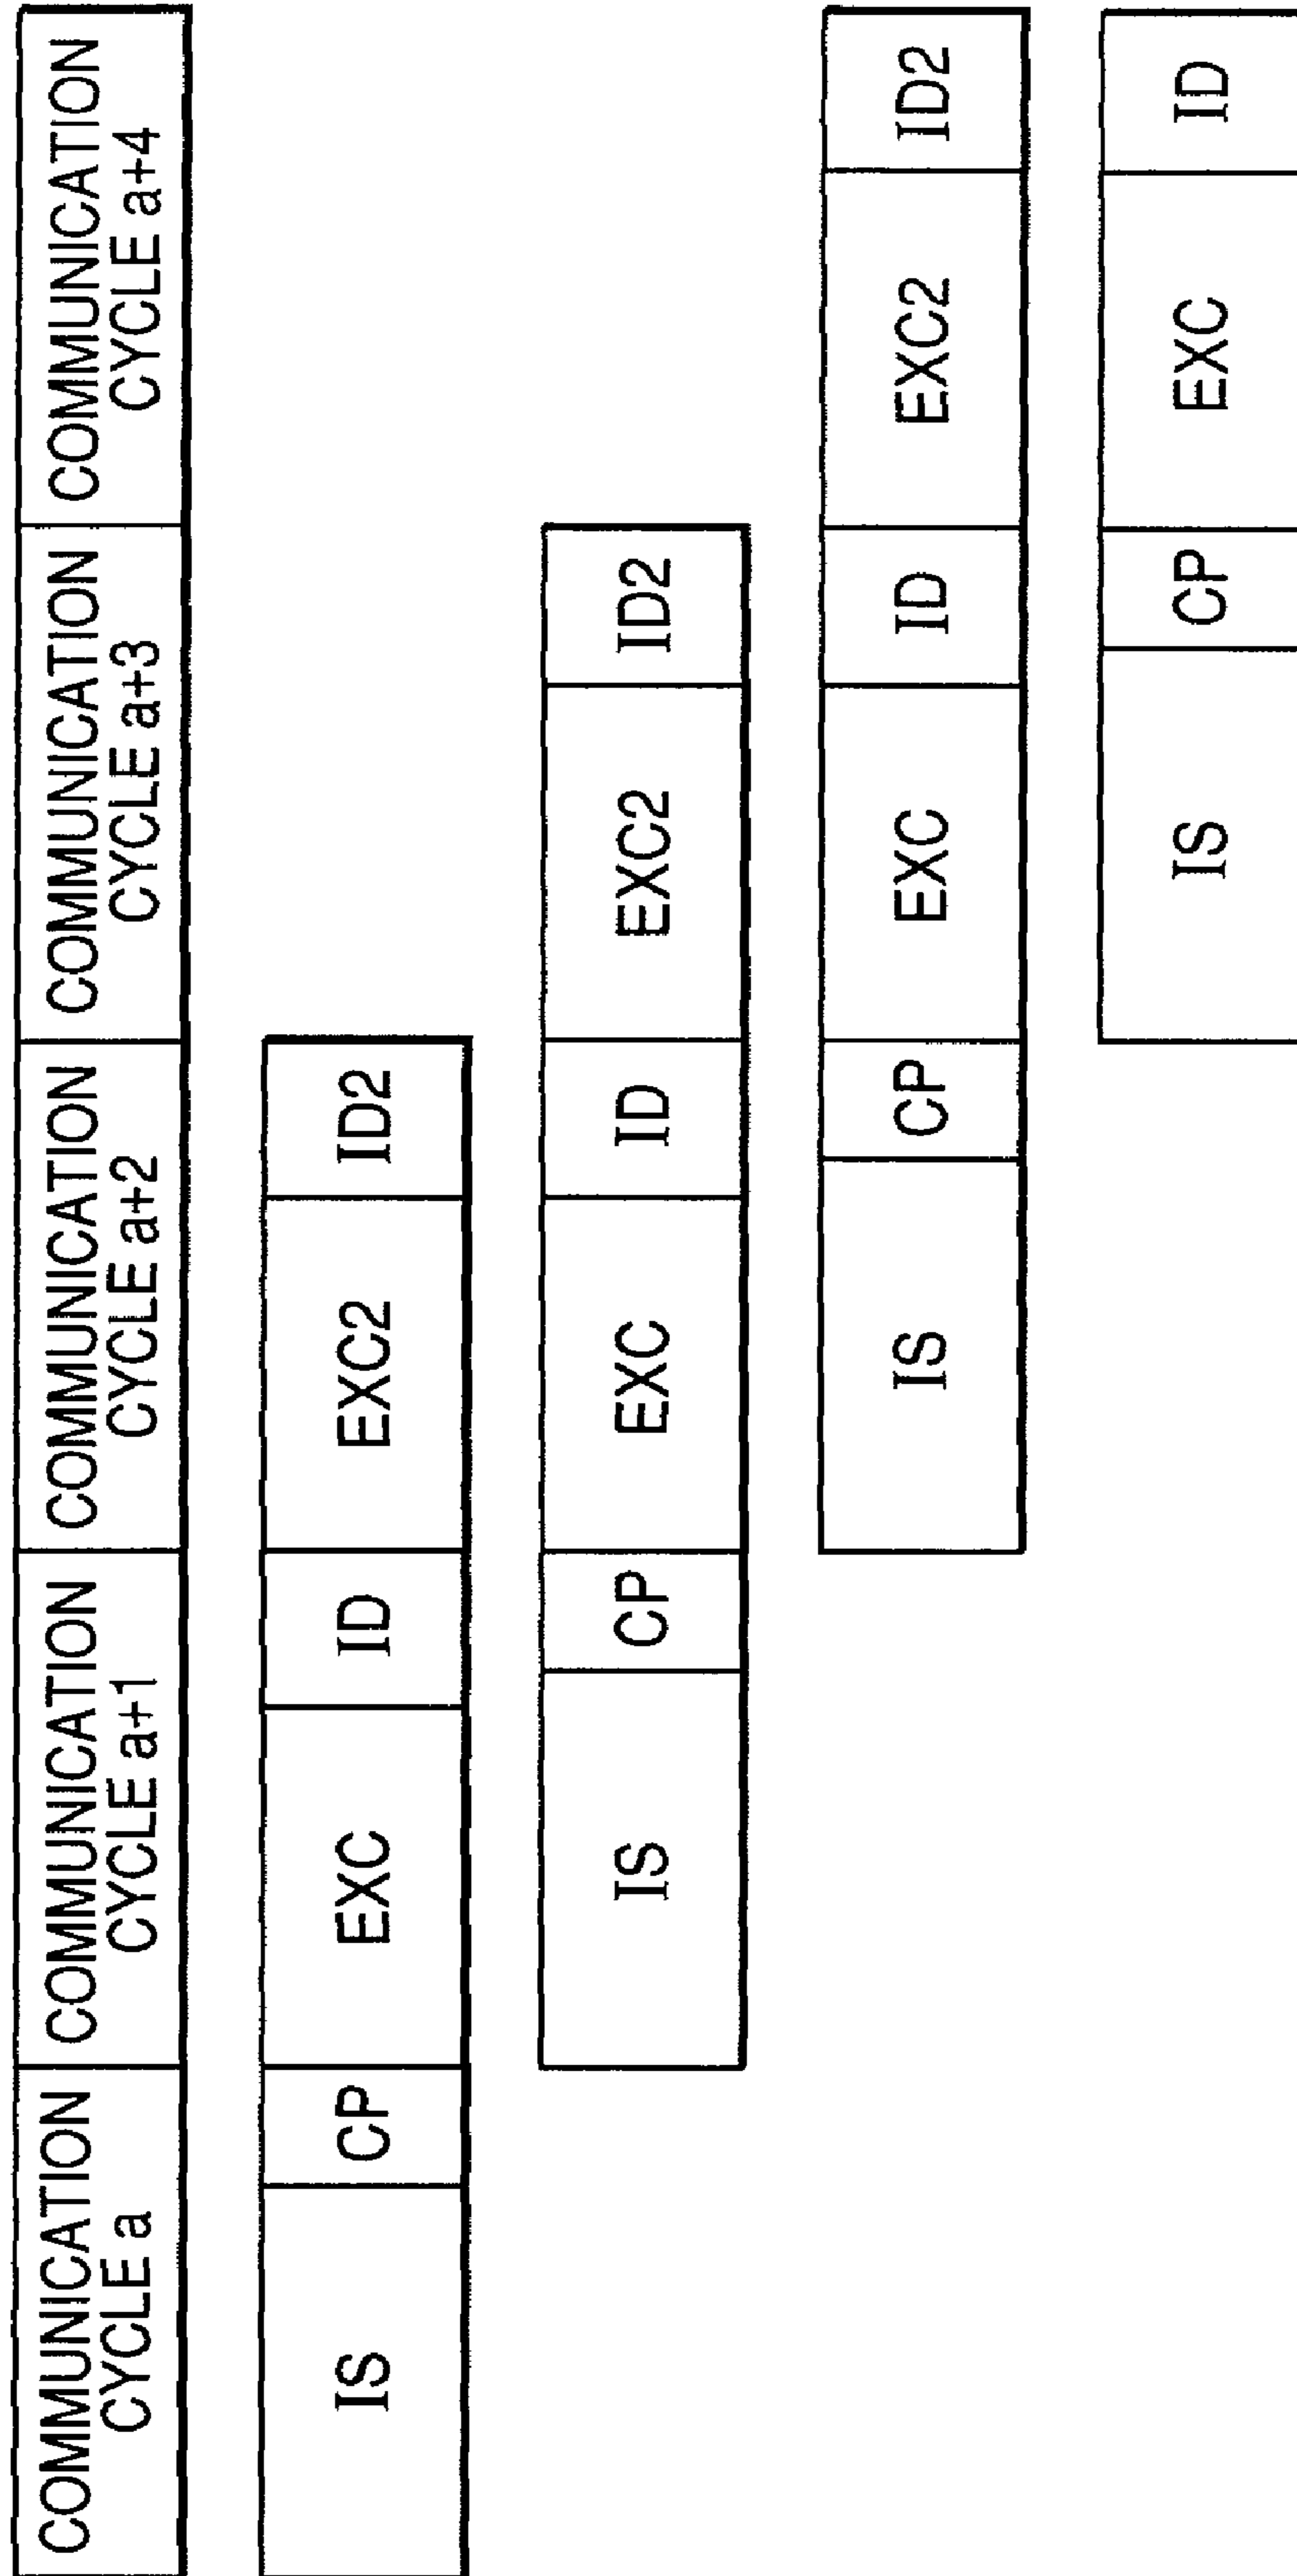 COMMUNICATION
CYCLE a
COMMUNICATION
CYCLE a+1
COMMUNICATION
CYCLE a+2
COMMUNICATION
CYCLE a+3
COMMUNICATION
CYCLE a+4
IS
CP
EXC
ID
EXC2
ID2
IS
CP
EXC
ID
EXC2
ID2
IS
CP
EXC
ID
EXC2
ID2
IS
CP
EXC
ID